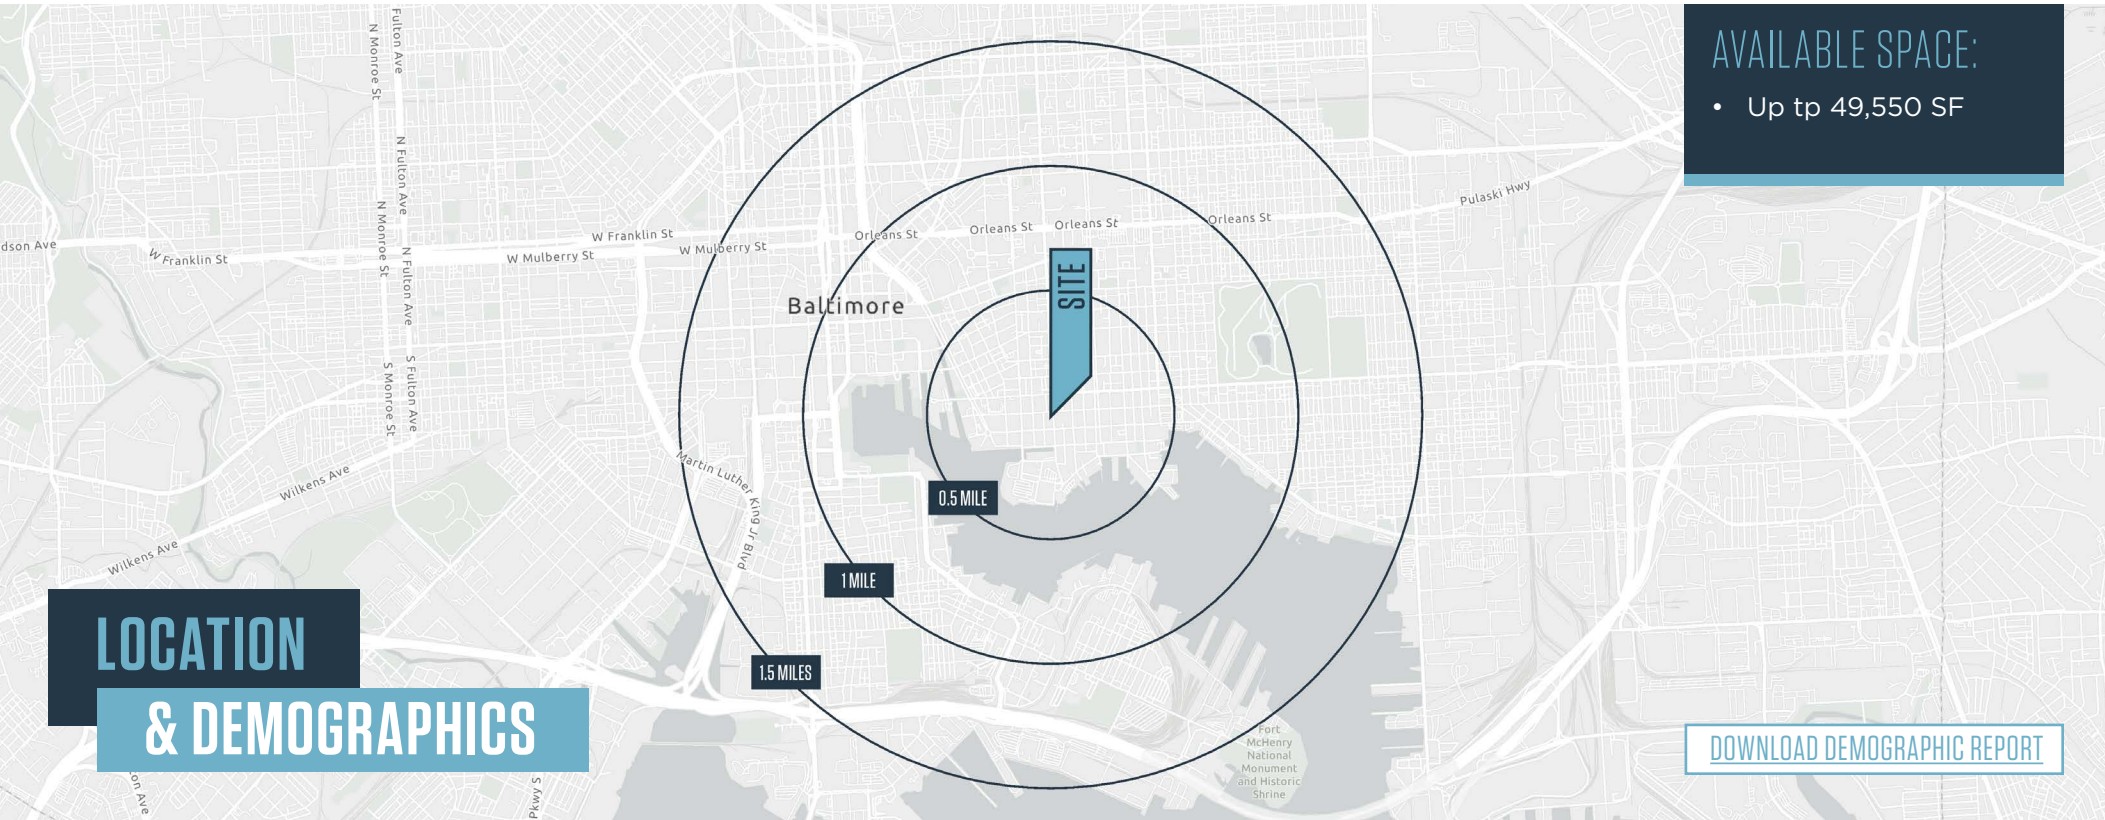 AVAILABLE SPACE:
• Up tp 49,550 SF
Fulton Ave
N Monroe St
N Fulton Ave
N Monroe St
N Fulton Ave
S Monroe St
S Fulton Ave
dson Ave
W Franklin St
W Franklin St
W Mulberry St
W Mulberry St
Orleans St
Orleans St
Orleans St
Orleans St
Pulaski Hwy
Baltimore
SITE
Wilkens Ave
Wilkens Ave
Martin Luther King Jr Blvd
0.5 MILE
1 MILE
1.5 MILES
LOCATION
& DEMOGRAPHICS
ton Ave
Pkwy S
Fort
McHenry
National
Monument
and Historic
Shrine
DOWNLOAD DEMOGRAPHIC REPORT